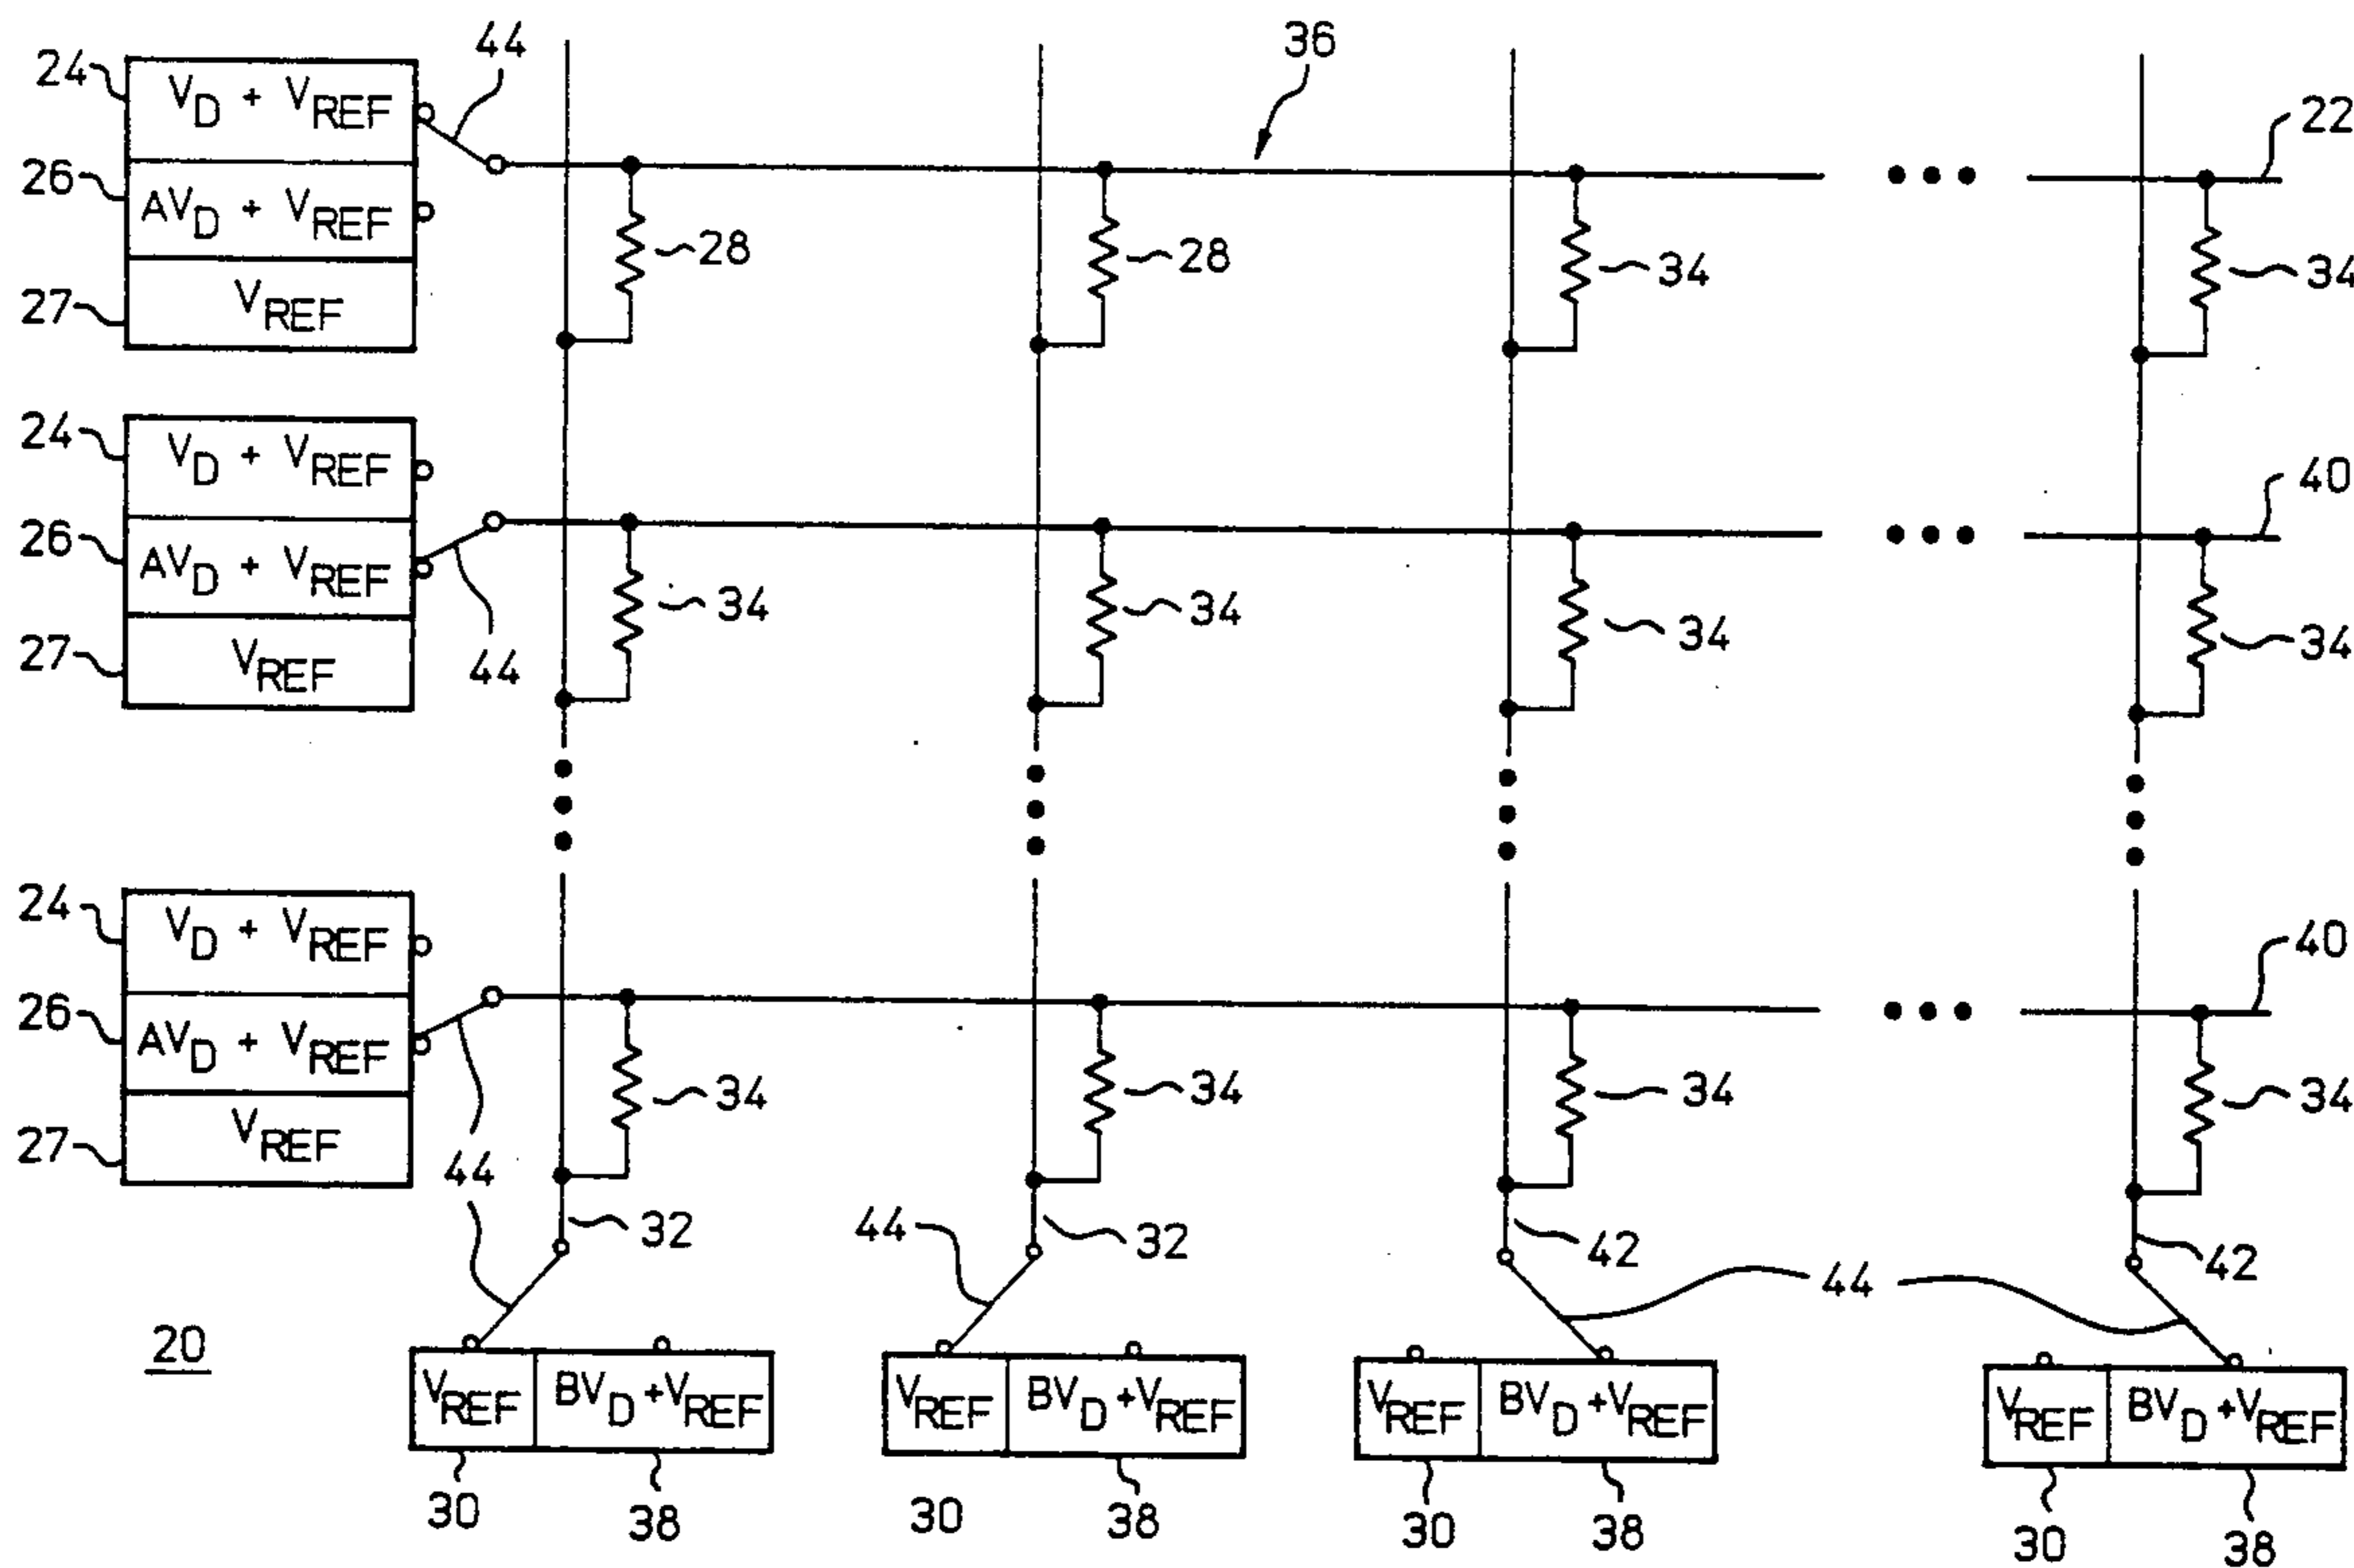 44
36
24
V_D + V_REF
22
26
AV_D + V_REF
28
28
34
34
27
V_REF
24
V_D + V_REF
40
26
AV_D + V_REF
34
34
34
34
27
V_REF
44
24
V_D + V_REF
40
26
AV_D + V_REF
34
34
34
34
27
V_REF
44
32
44
32
42
44
42
20
V_REF
BV_D + V_REF
V_REF
BV_D + V_REF
V_REF
BV_D + V_REF
V_REF
BV_D + V_REF
30
38
30
38
30
38
30
38